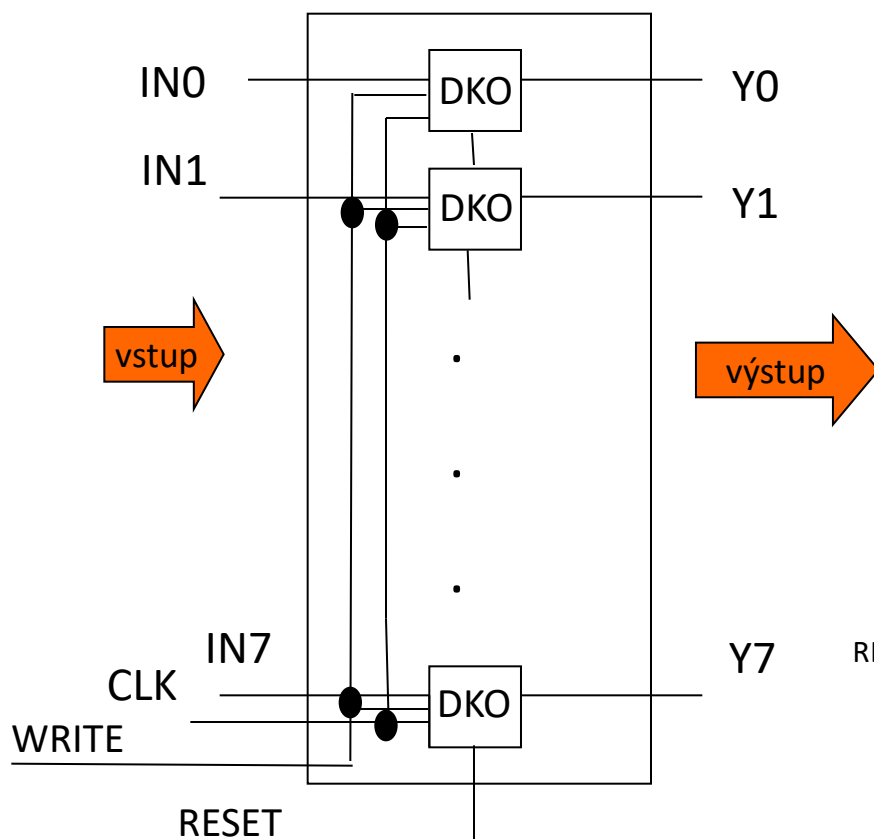 IN0
DKO
Y0
IN1
DKO
Y1
vstup
výstup
IN7
DKO
Y7
CLK
WRITE
RESET